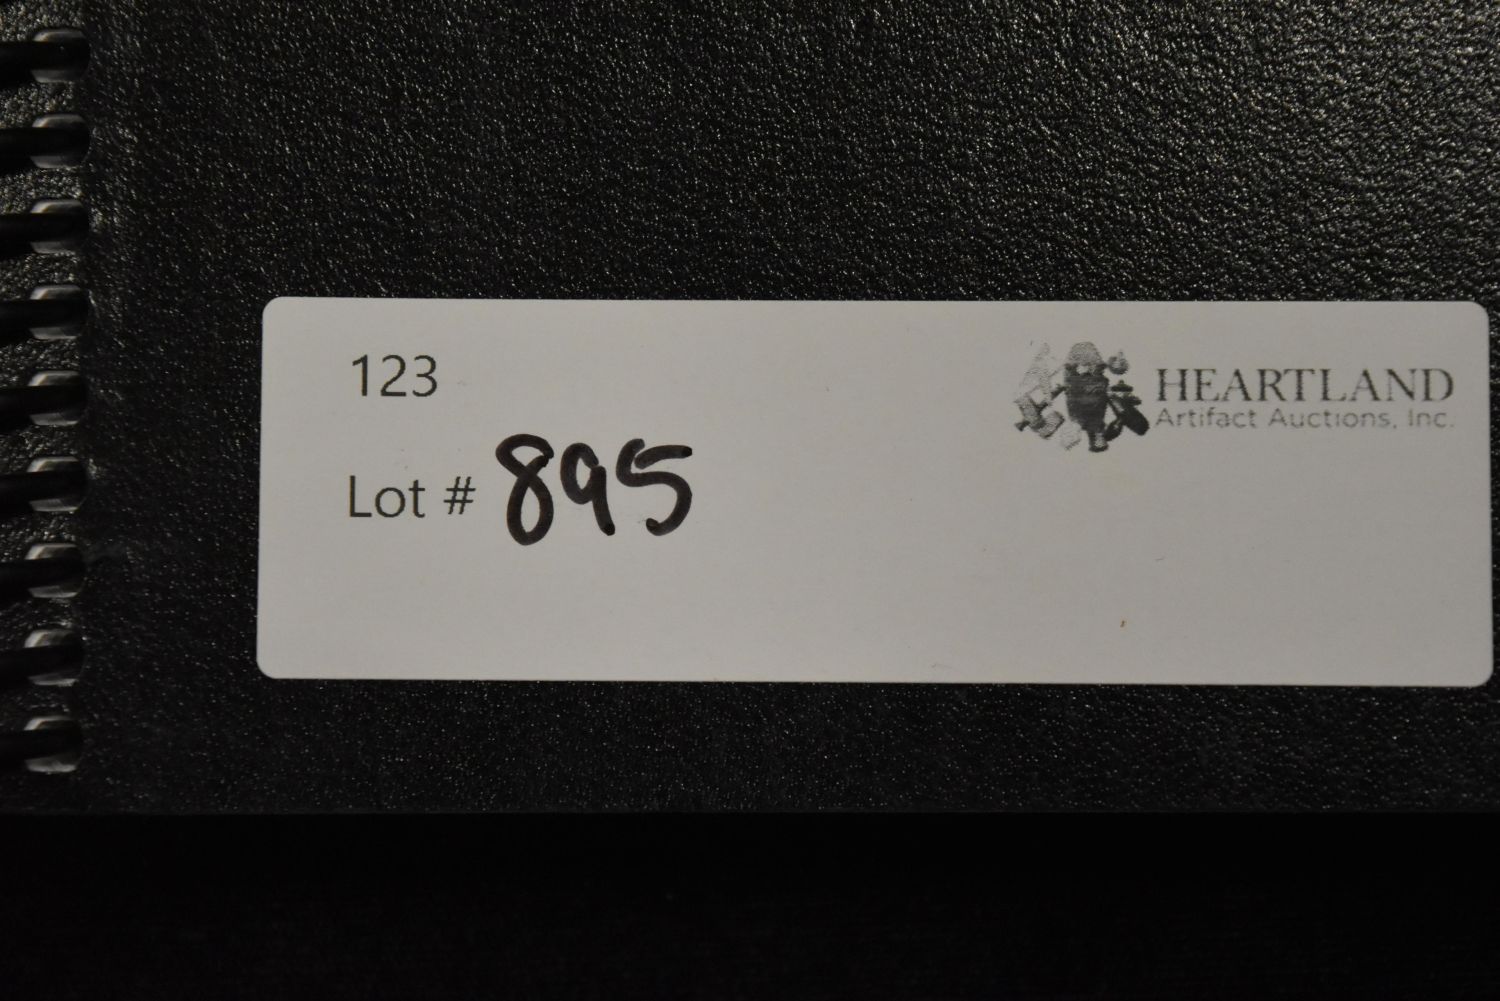 123
HEARTLAND
Artifact Auctions, Inc.
Lot # 895